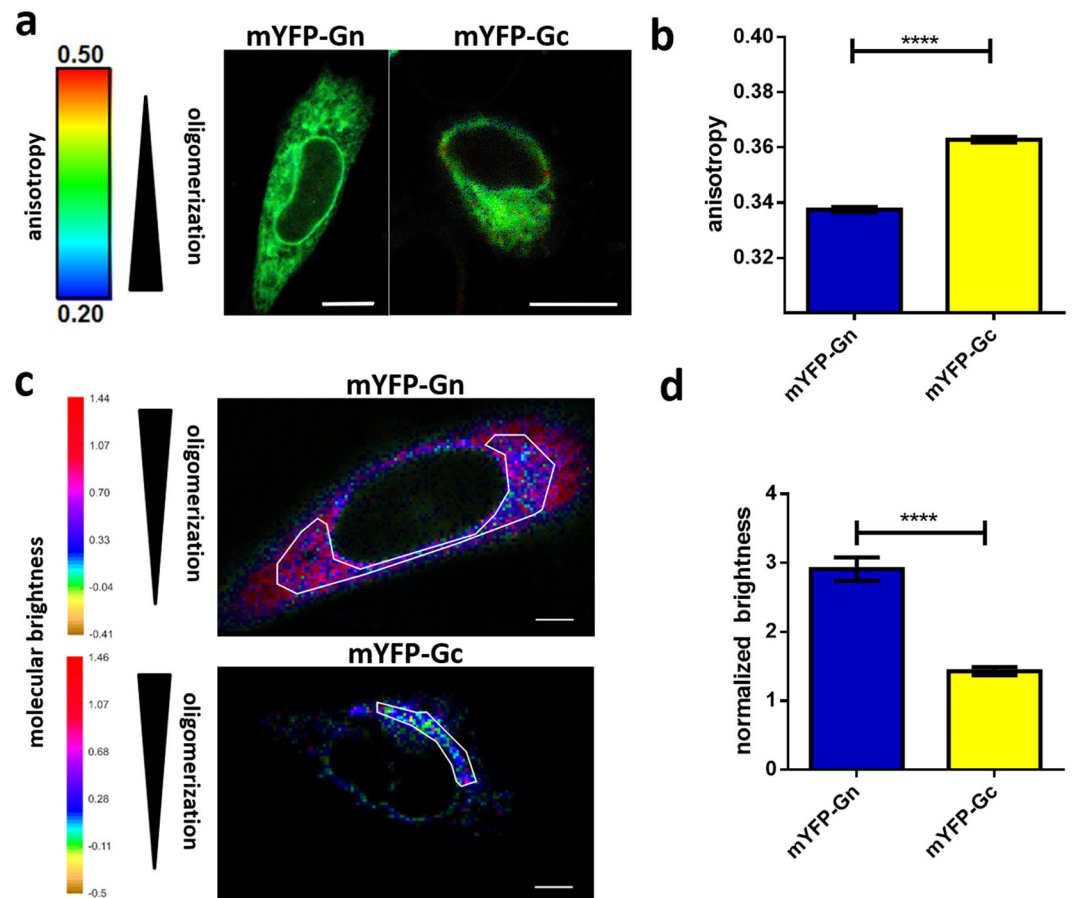 a
mYFP-Gn
mYFP-Gc
0.50
anisotropy
oligomerization
0.20
b
0.40
****
0.38
anisotropy
0.36
0.34
0.32
mYFP-Gn
mYFP-Gc
c
mYFP-Gn
molecular brightness
1.44
1.07
0.70
0.33
-0.04
-0.41
oligomerization
mYFP-Gc
1.46
1.07
0.68
0.28
-0.11
-0.5
oligomerization
d
4
****
normalized brightness
3
2
1
0
mYFP-Gn
mYFP-Gc